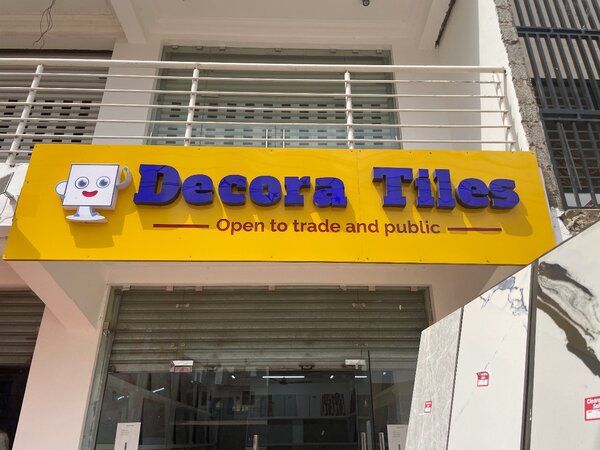 Decora Tiles
Open to trade and public